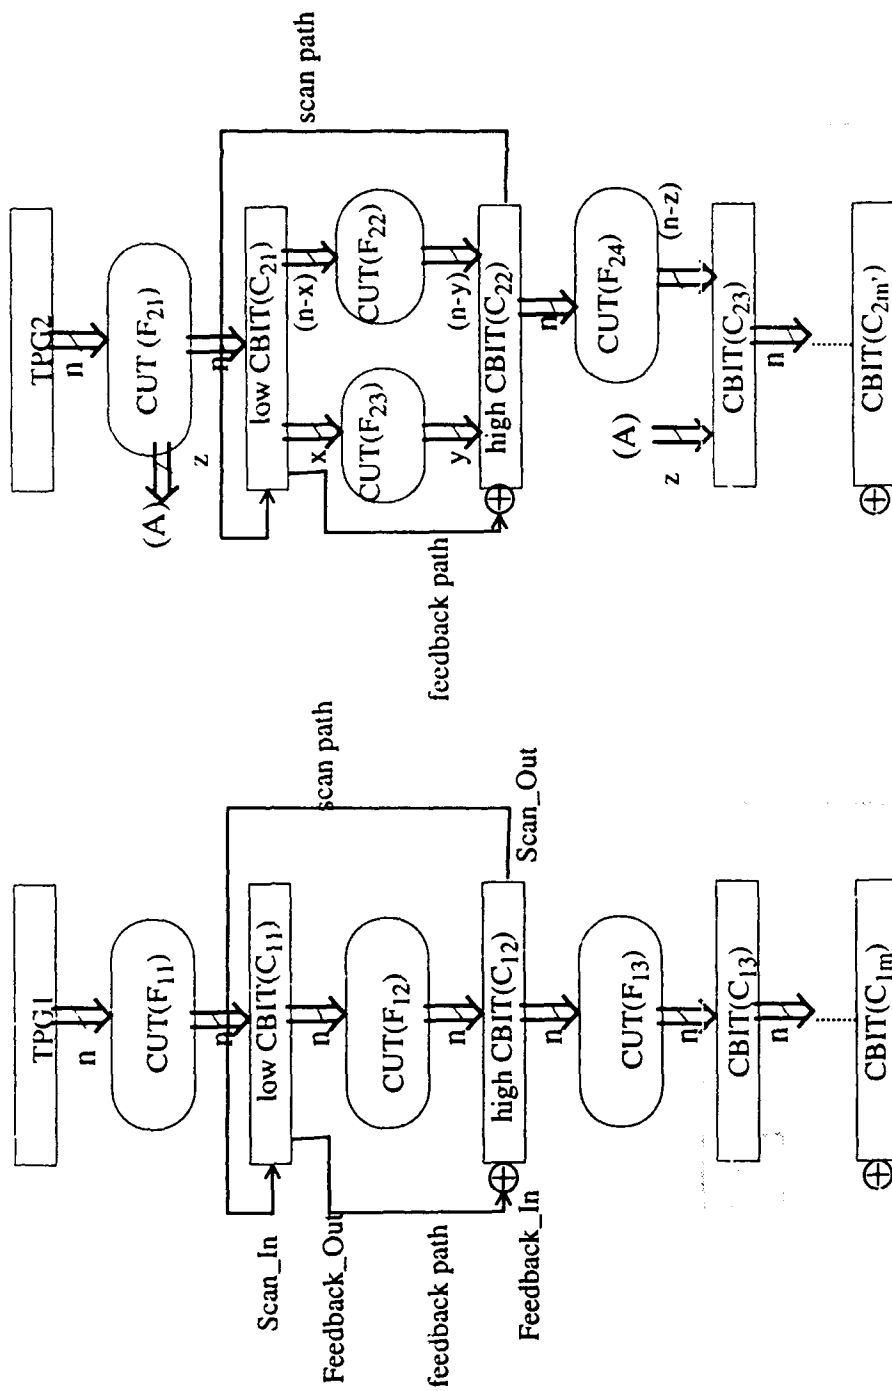 TPG1
n
CUT(F11)
n
scan path
Scan_In
low CBIT(C11)
Feedback_Out
n
CUT(F12)
feedback path
n
Feedback_In
high CBIT(C12)
Scan_Out
n
CUT(F13)
n
CBIT(C13)
n
CBIT(C1m)
TPG2
n
CUT (F21)
(A)
z
n
scan path
low CBIT(C21)
x
(n-x)
CUT(F23)
CUT(F22)
feedback path
y
(n-y)
high CBIT(C22)
n
CUT(F24)
(A)
z
(n-z)
CBIT(C23)
n
CBIT(C2m')